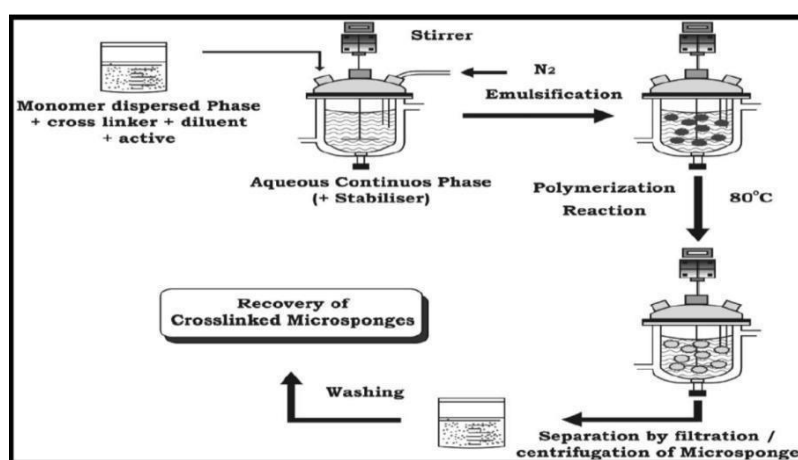 Stirrer
N2
Monomer dispersed Phase
+ cross linker + diluent
+ active
Emulsification
Aqueous Continuos Phase
(+ Stabiliser)
Polymerization
Reaction
80°C
Recovery of
Crosslinked Microsponges
Washing
Separation by filtration /
centrifugation of Microsponge